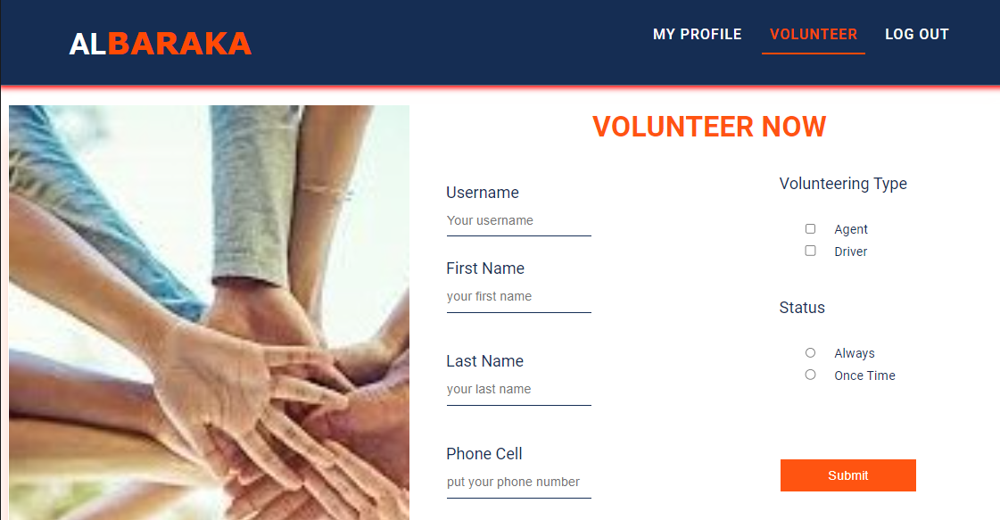 ALBARAKA
MY PROFILE
VOLUNTEER
LOG OUT
VOLUNTEER NOW
Username
Your username
First Name
your first name
Last Name
your last name
Phone Cell
put your phone number
Volunteering Type
Agent
Driver
Status
Always
Once Time
Submit